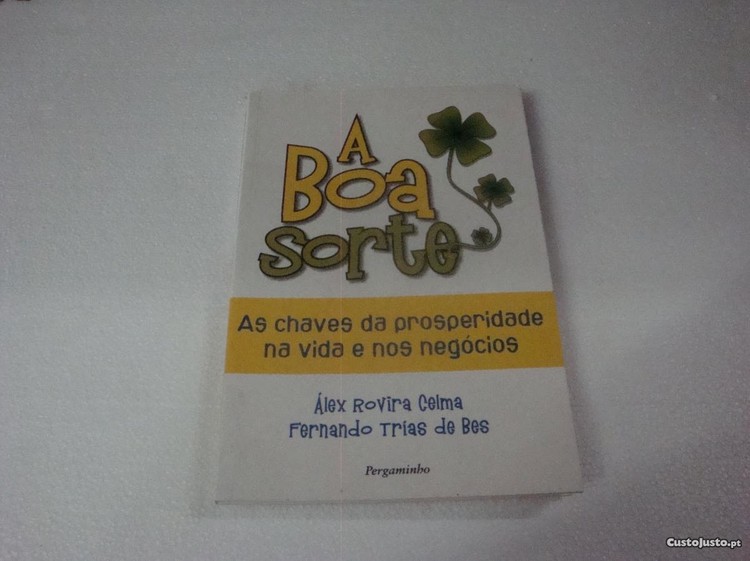 A
Boa
Sorte
As chaves da prosperidade
na vida e nos negócios
Álex Rovira Celma
Fernando Trias de Bes
Pergaminho
CustoJusto.pt